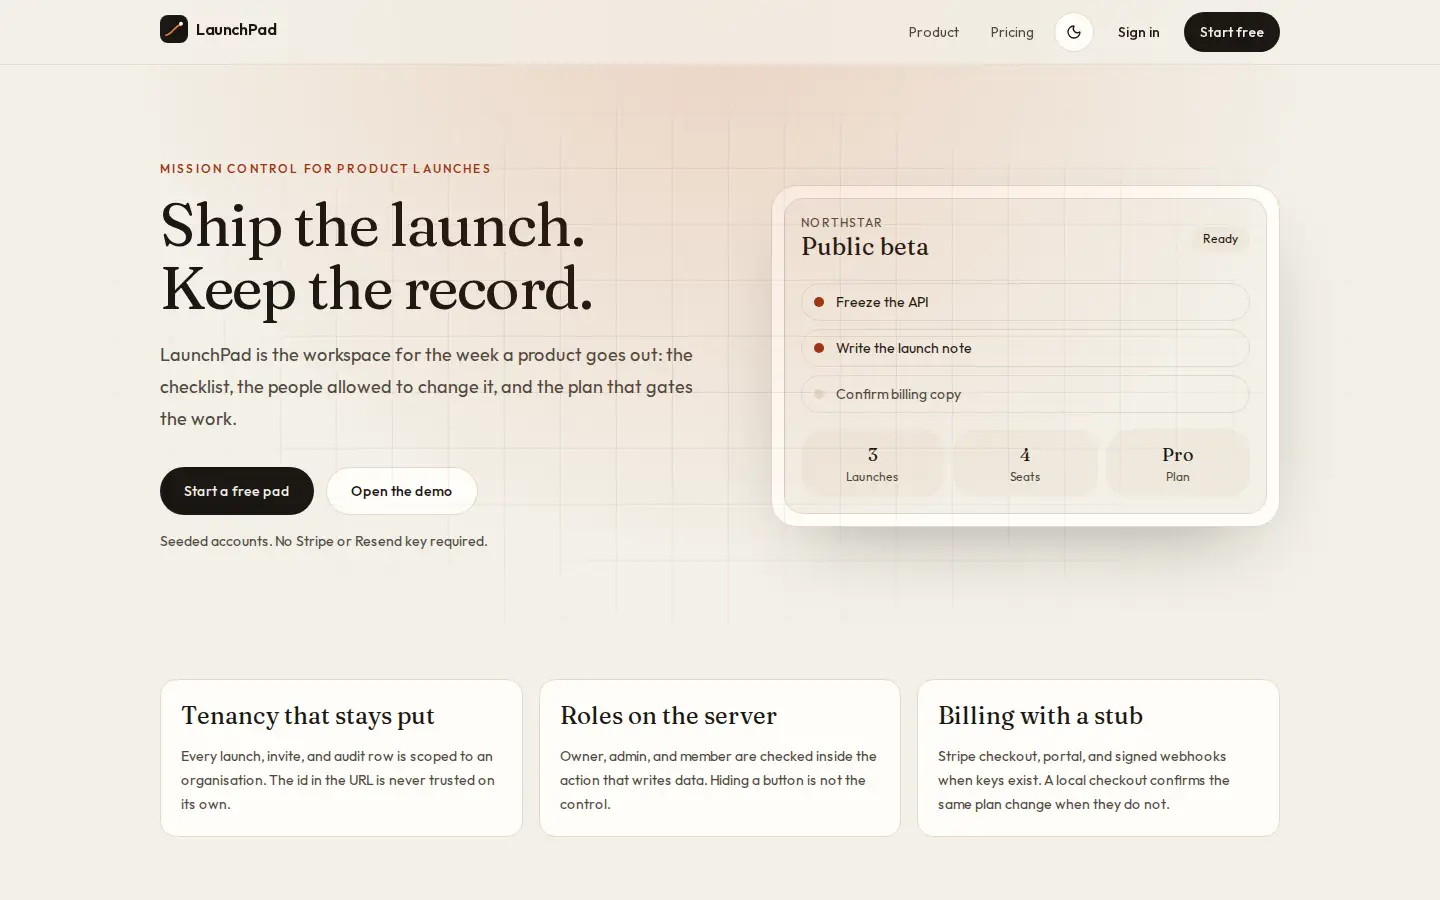 LaunchPad
Product
Pricing
Sign in
Start free
MISSION CONTROL FOR PRODUCT LAUNCHES
Ship the launch.
Keep the record.
LaunchPad is the workspace for the week a product goes out: the
checklist, the people allowed to change it, and the plan that gates
the work.
Start a free pad
Open the demo
Seeded accounts. No Stripe or Resend key required.
NORTHSTAR
Public beta
Ready
Freeze the API
Write the launch note
Confirm billing copy
3
Launches
4
Seats
Pro
Plan
Tenancy that stays put
Every launch, invite, and audit row is scoped to an
organisation. The id in the URL is never trusted on
its own.
Roles on the server
Owner, admin, and member are checked inside the
action that writes data. Hiding a button is not the
control.
Billing with a stub
Stripe checkout, portal, and signed webhooks
when keys exist. A local checkout confirms the
same plan change when they do not.